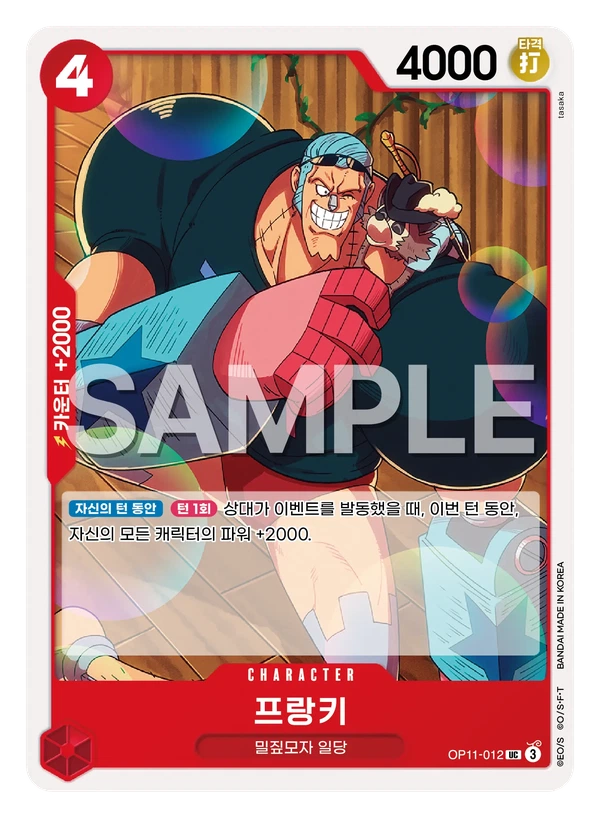 4
4000
타격
打
tasaka
카운터 +2000
SAMPLE
자신의 턴 동안 턴 1회 상대가 이벤트를 발동했을 때, 이번 턴 동안,
자신의 모든 캐릭터의 파워 +2000.
CHARACTER
프랑키
밀짚모자 일당
OP11-012 UC 3
©EO/S ©O/S·F·T BANDAI MADE IN KOREA